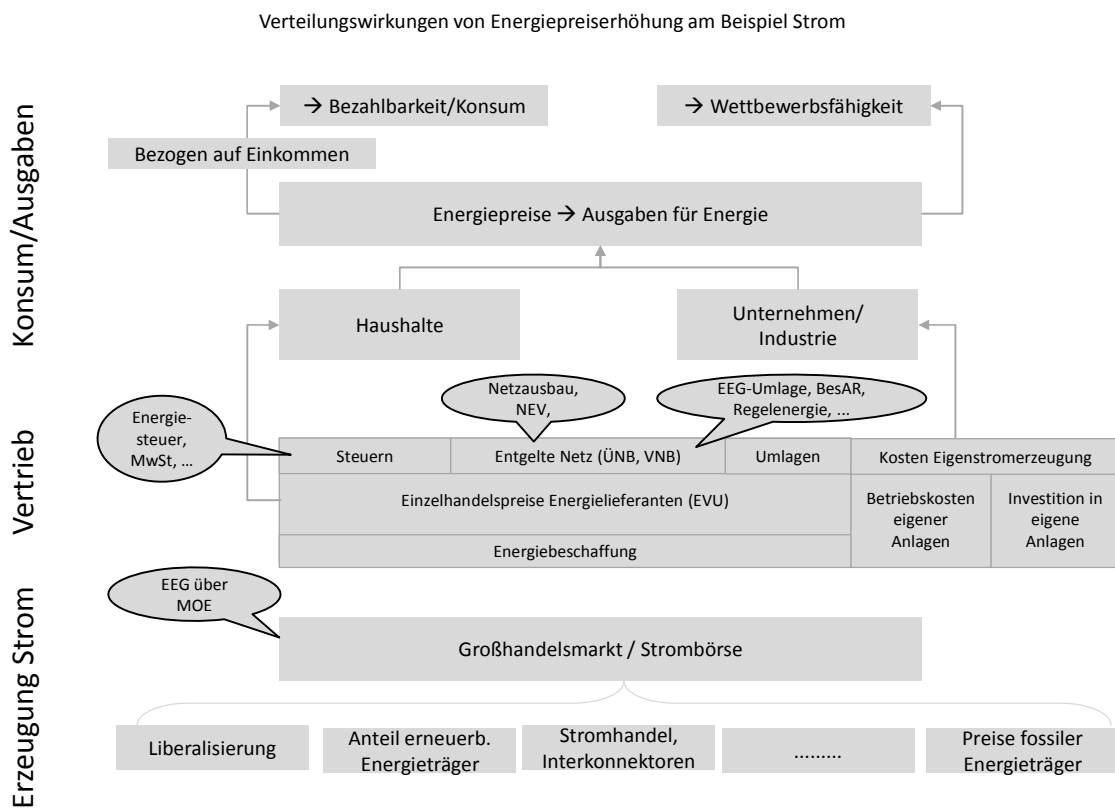 Verteilungswirkungen von Energiepreiserhöhung am Beispiel Strom
Konsum/Ausgaben
→ Bezahlbarkeit/Konsum
→ Wettbewerbsfähigkeit
Bezogen auf Einkommen
Energiepreise → Ausgaben für Energie
Haushalte
Unternehmen/
Industrie
Vertrieb
Energie-
steuer,
MwSt, ...
Netzausbau,
NEV,
EEG-Umlage, BesAR,
Regelenergie, ...
Steuern
Entgelte Netz (ÜNB, VNB)
Umlagen
Kosten Eigenstromerzeugung
Einzelhandelspreise Energielieferanten (EVU)
Betriebskosten
eigener
Anlagen
Investition in
eigene
Anlagen
Energiebeschaffung
Erzeugung Strom
EEG über
MOE
Großhandelsmarkt / Strombörse
Liberalisierung
Anteil erneuerb.
Energieträger
Stromhandel,
Interkonnektoren
.........
Preise fossiler
Energieträger